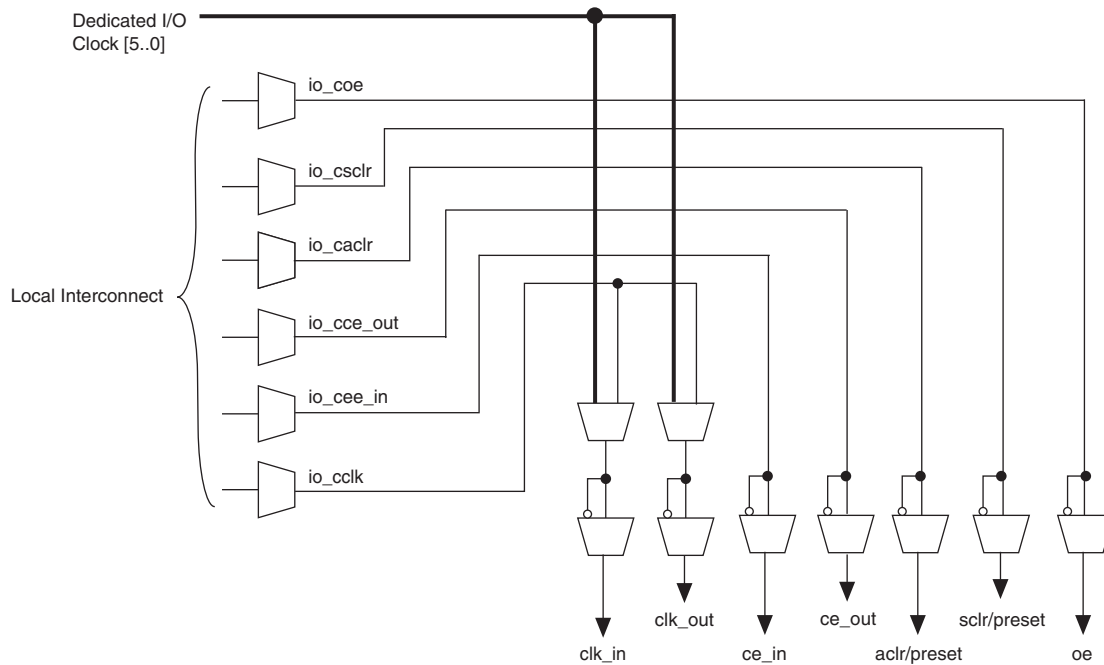 Dedicated I/O
Clock [5..0]
io_coe
io_csclr
io_caclr
Local Interconnect
io_cce_out
io_cee_in
io_cclk
clk_out
ce_out
sclr/preset
clk_in
ce_in
aclr/preset
oe